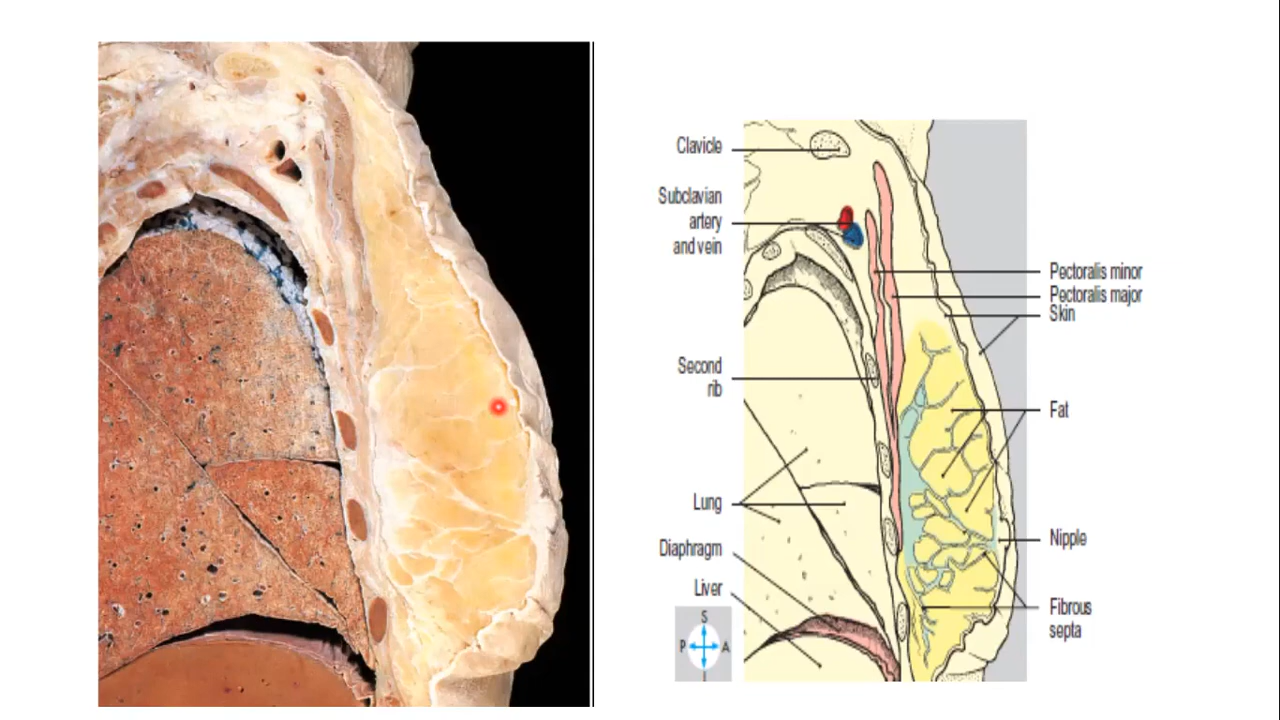 Clavicle
Subclavian
artery
and vein
Second
rib
Lung
Diaphragm
Liver
S
P
A
I
Pectoralis minor
Pectoralis major
Skin
Fat
Nipple
Fibrous
septa